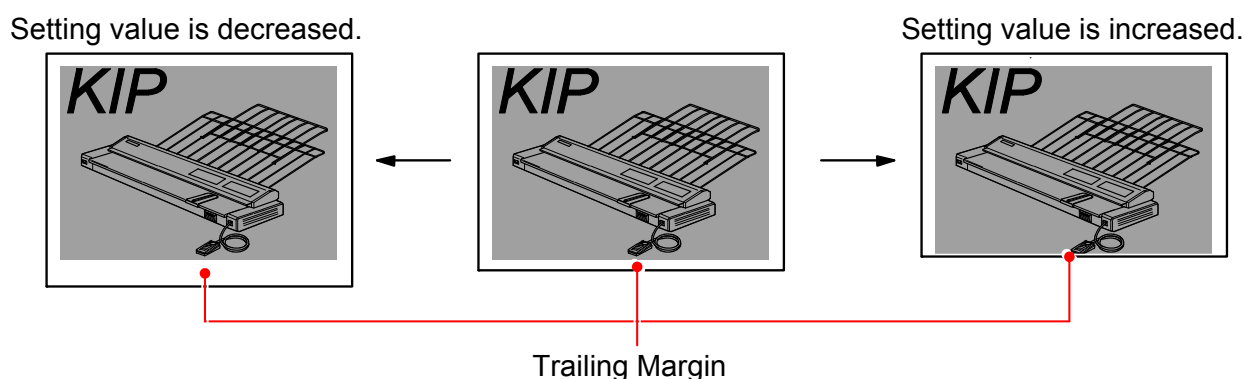 Setting value is decreased.
Setting value is increased.
KIP
KIP
KIP
Trailing Margin